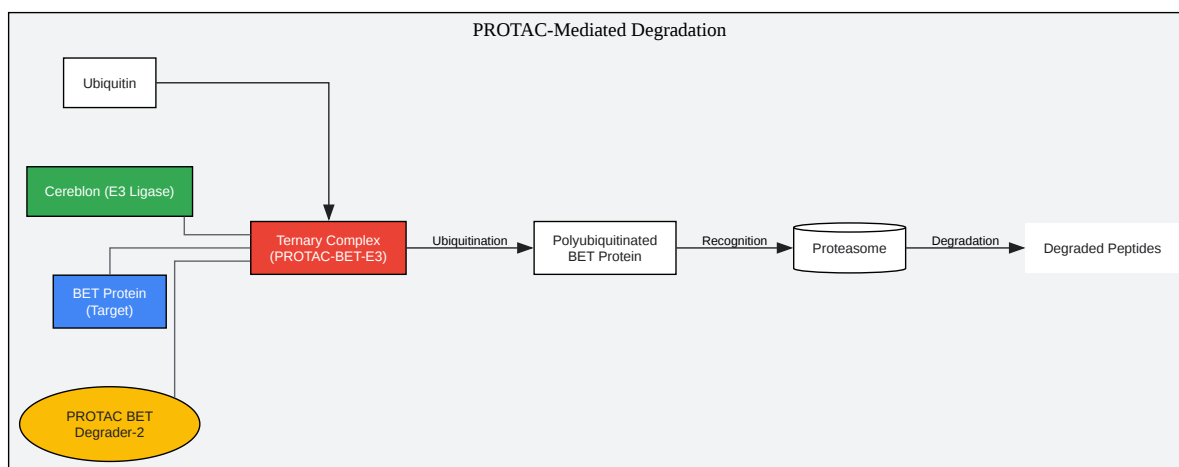 PROTAC-Mediated Degradation
Ubiquitin
Cereblon (E3 Ligase)
BET Protein
(Target)
PROTAC BET
Degrader-2
Ternary Complex
(PROTAC-BET-E3)
Ubiquitination
Polyubiquitinated
BET Protein
Recognition
Proteasome
Degradation
Degraded Peptides